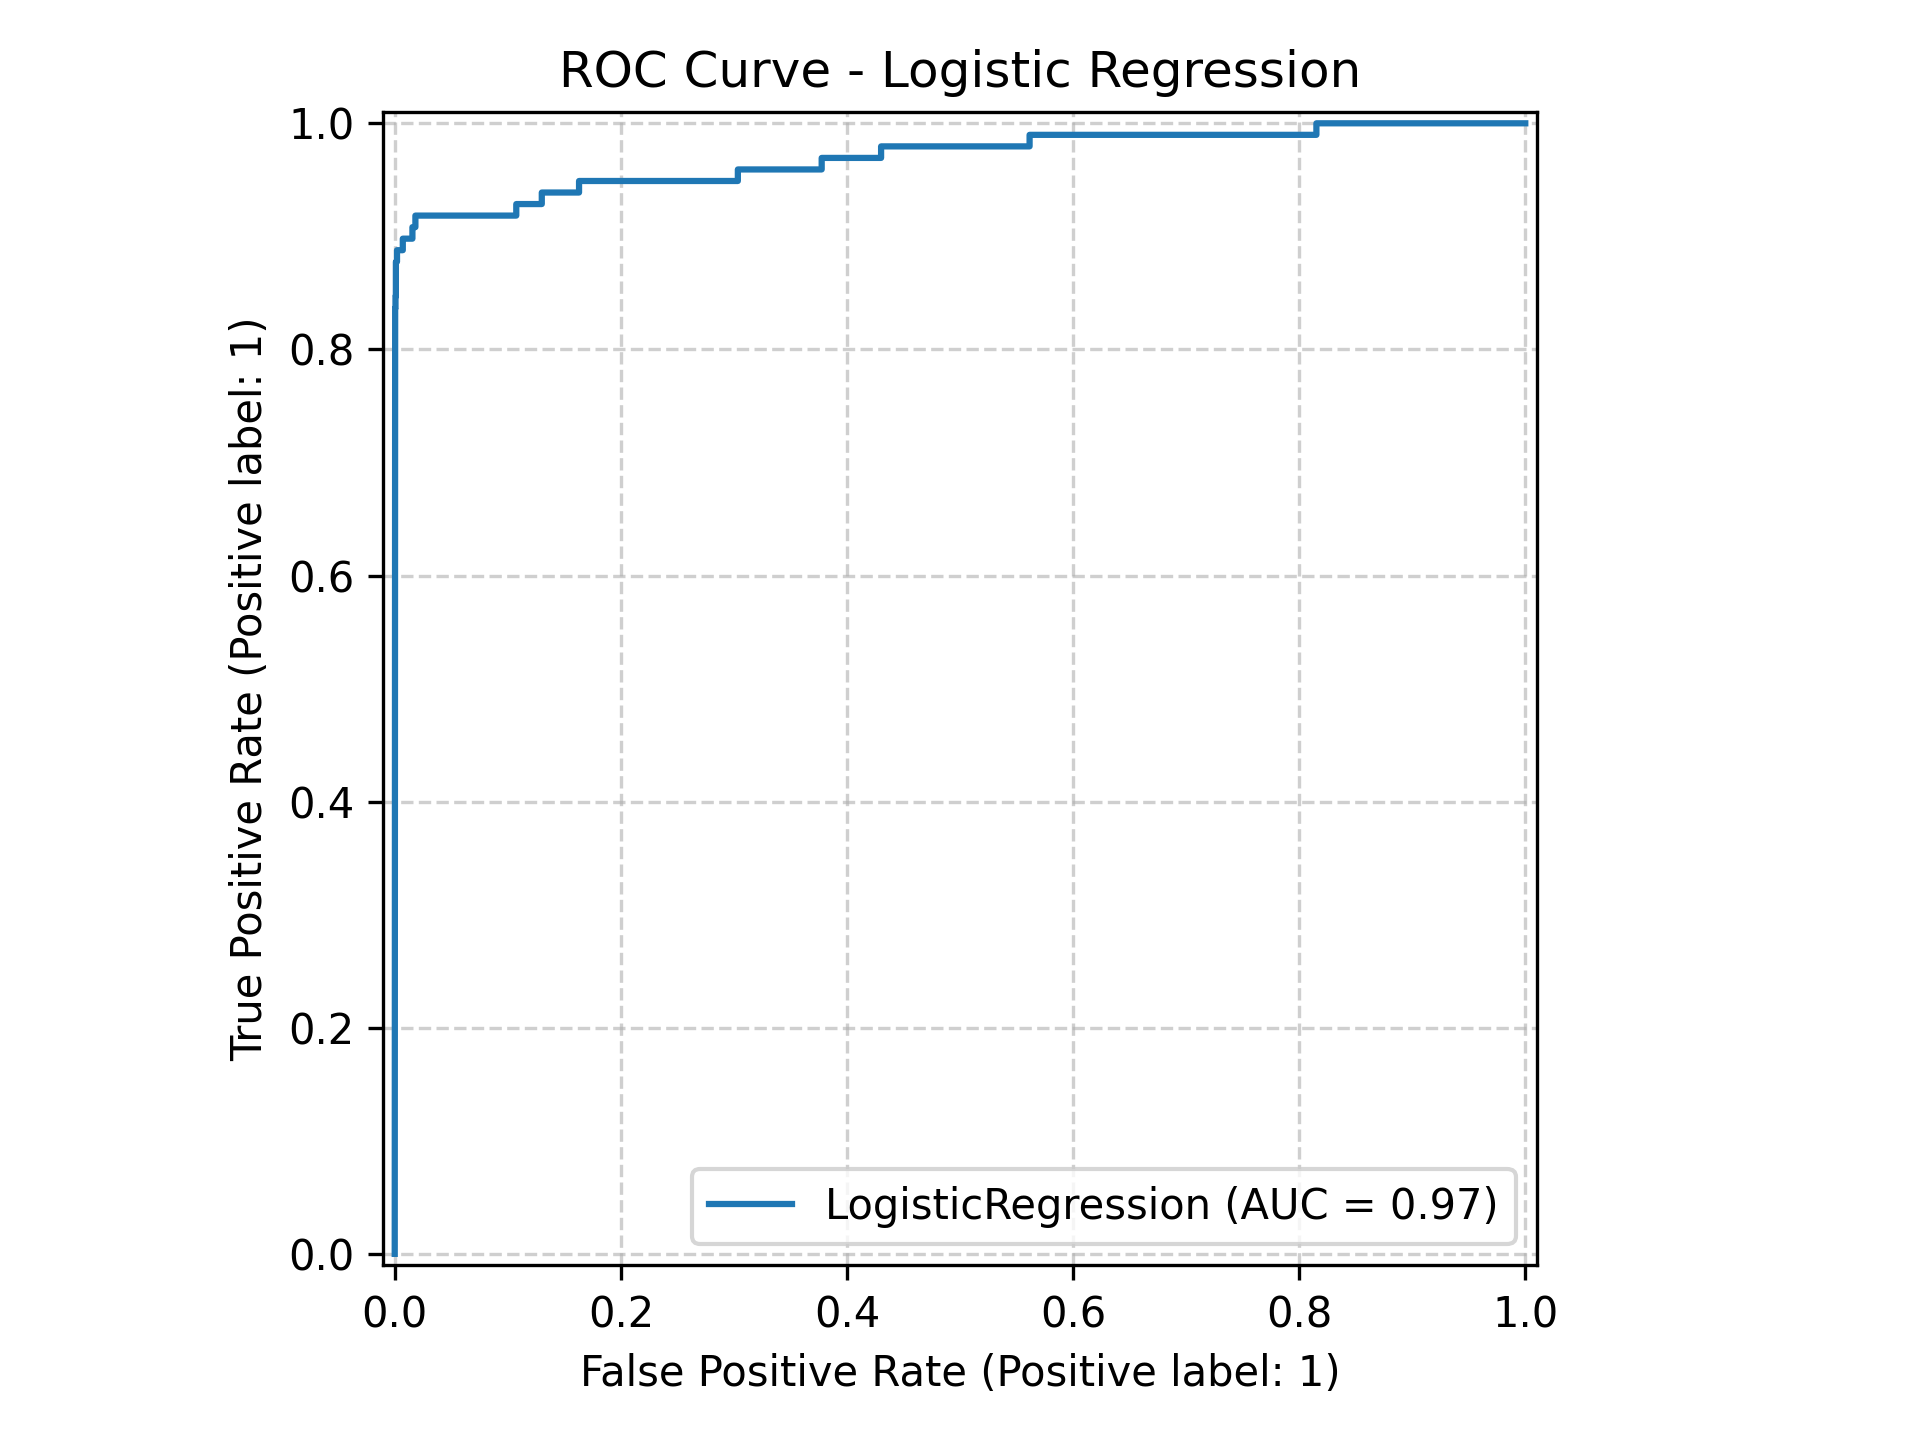 ROC Curve - Logistic Regression
True Positive Rate (Positive label: 1)
1.0
0.8
0.6
0.4
0.2
0.0
LogisticRegression (AUC = 0.97)
0.0 0.2 0.4 0.6 0.8 1.0
False Positive Rate (Positive label: 1)